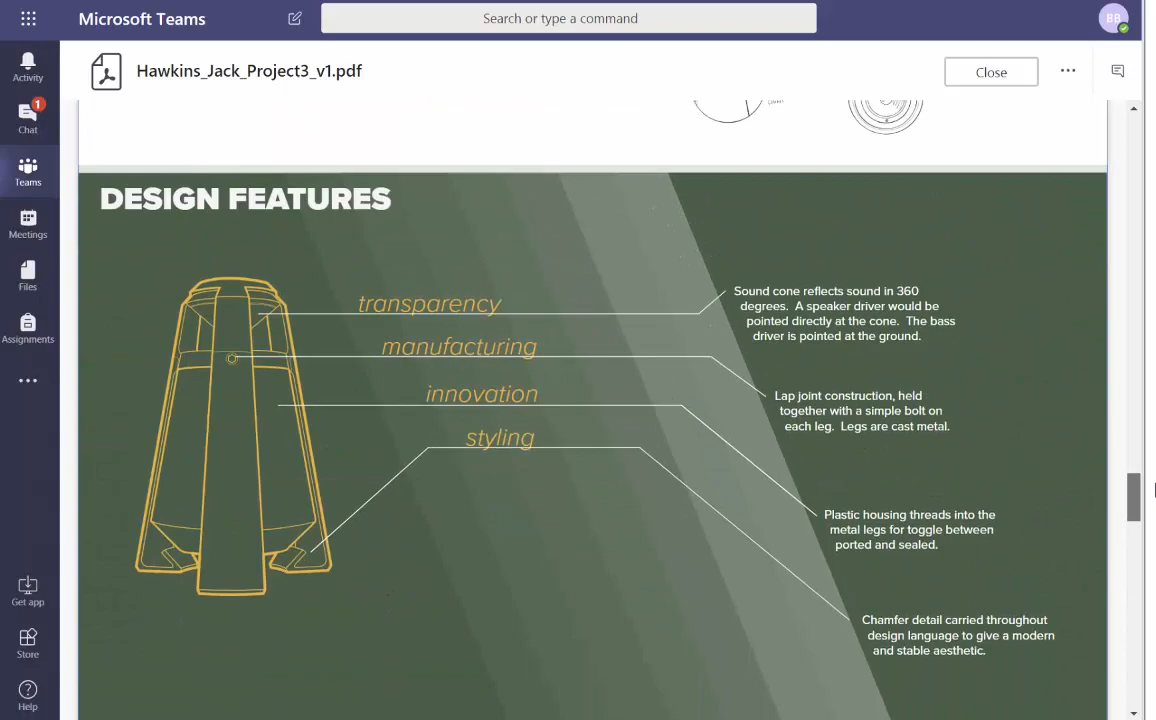 Microsoft Teams
Search or type a command
BB
Activity
Hawkins_Jack_Project3_v1.pdf
Close
1
Chat
Teams
Meetings
Files
Assignments
Get app
Store
Help
DESIGN FEATURES
transparency
Sound cone reflects sound in 360
degrees. A speaker driver would be
pointed directly at the cone. The bass
driver is pointed at the ground.
manufacturing
Lap joint construction, held
together with a simple bolt on
each leg. Legs are cast metal.
innovation
Plastic housing threads into the
metal legs for toggle between
ported and sealed.
styling
Chamfer detail carried throughout
design language to give a modern
and stable aesthetic.